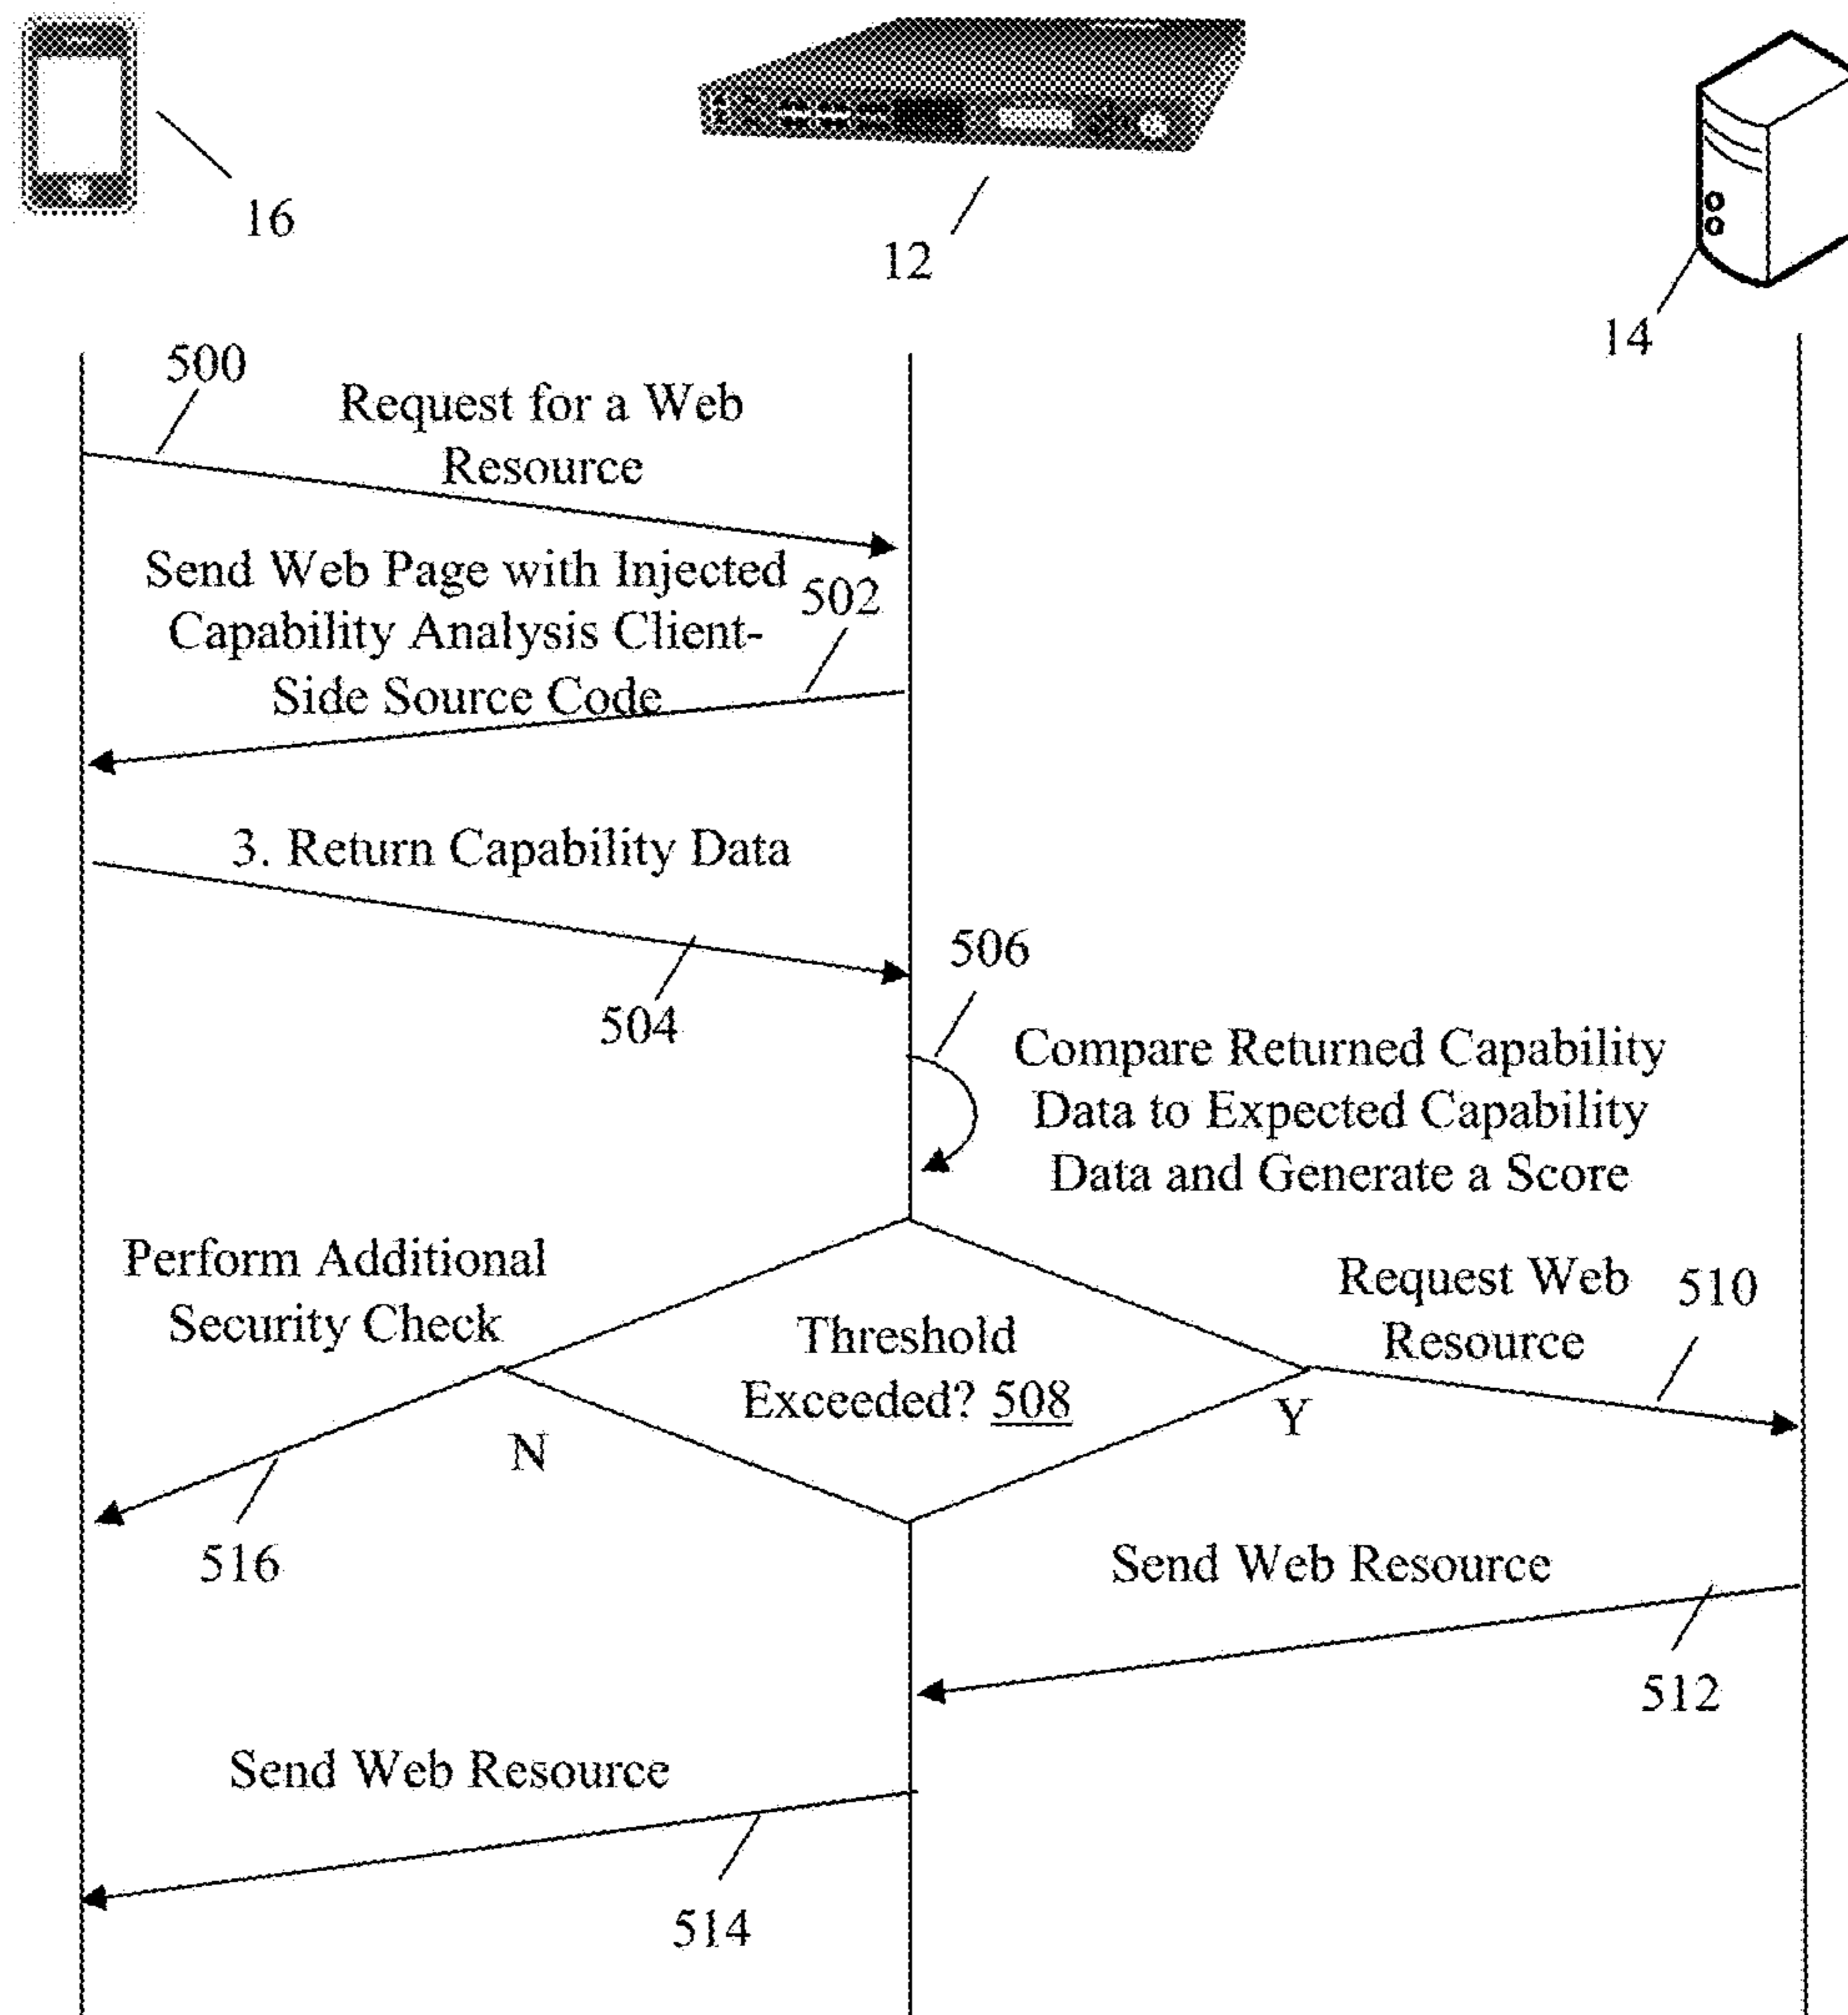 16
12
14
500
Request for a Web
Resource
Send Web Page with Injected
502
Capability Analysis Client-
Side Source Code
3. Return Capability Data
504
506
Compare Returned Capability
Data to Expected Capability
Data and Generate a Score
Perform Additional
Security Check
Threshold
Exceeded? 508
Request Web
Resource
510
N
Y
516
Send Web Resource
512
Send Web Resource
514